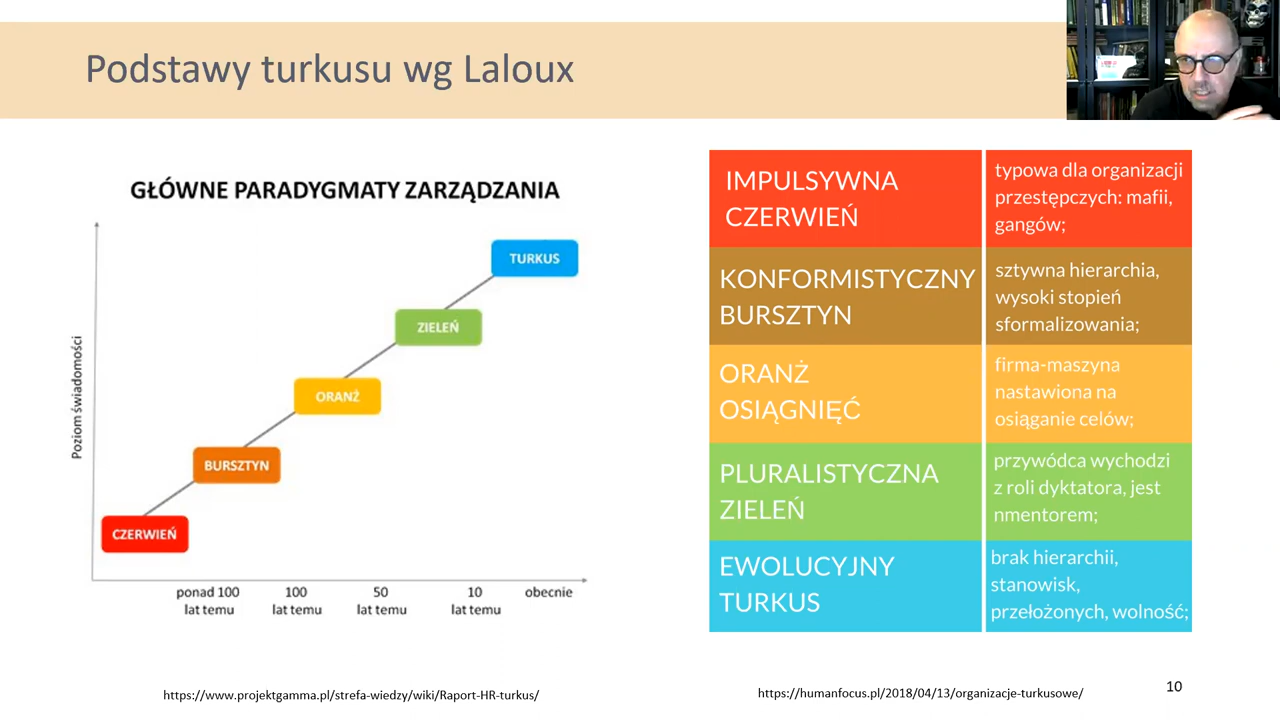 Podstawy turkusu wg Laloux
GŁÓWNE PARADYGMATY ZARZĄDZANIA
Poziom świadomości
TURKUS
ZIELEŃ
ORANŻ
BURSZTYN
CZERWIEŃ
ponad 100
lat temu
100
lat temu
50
lat temu
10
lat temu
obecnie
https://www.projektgamma.pl/strefa-wiedzy/wiki/Raport-HR-turkus/
IMPULSYWNA
CZERWIEŃ
typowa dla organizacji
przestępczych: mafii,
gangów;
KONFORMISTYCZNY
BURSZTYN
sztywna hierarchia,
wysoki stopień
sformalizowania;
ORANŻ
OSIĄGNIĘĆ
firma-maszyna
nastawiona na
osiąganie celów;
PLURALISTYCZNA
ZIELEŃ
przywódca wychodzi
z roli dyktatora, jest
nmentorem;
EWOLUCYJNY
TURKUS
brak hierarchii,
stanowisk,
przełożonych, wolność;
https://humanfocus.pl/2018/04/13/organizacje-turkusowe/
10